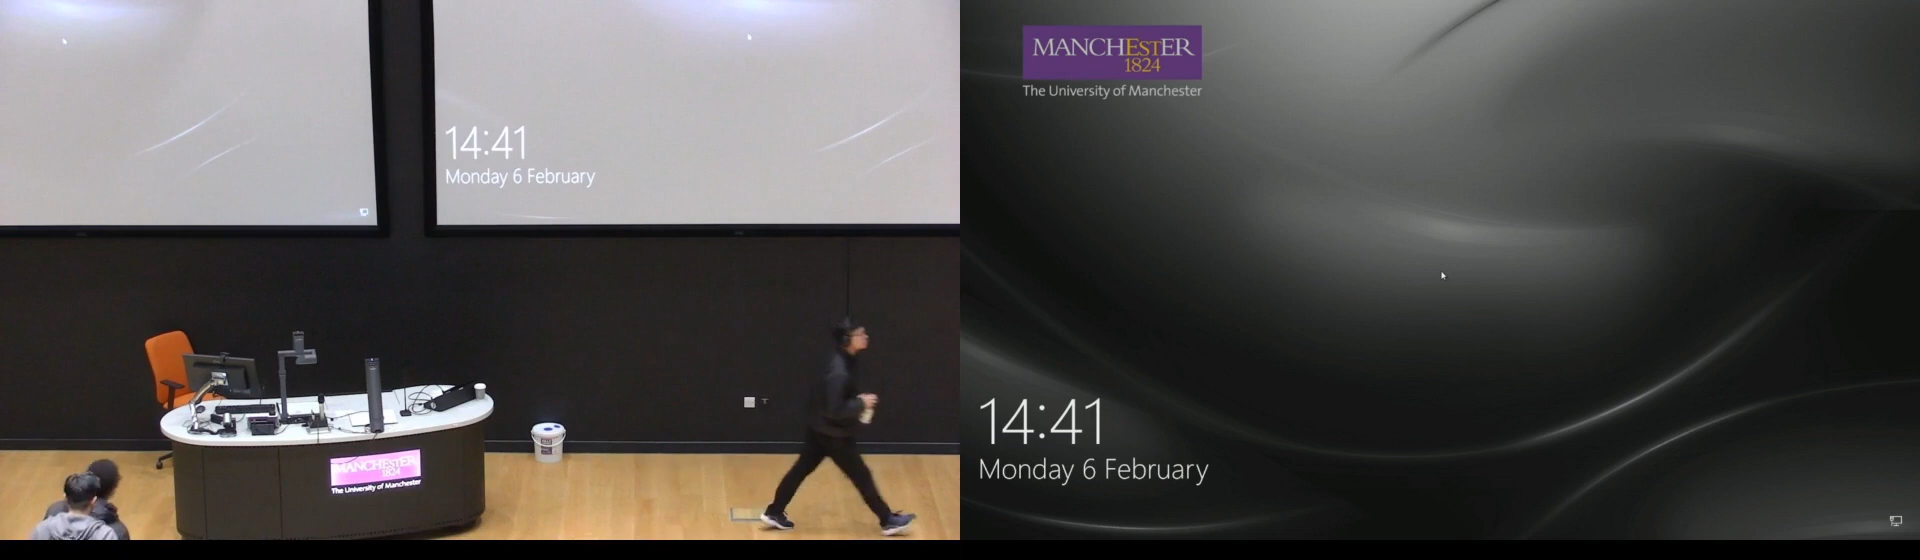 14:41
Monday 6 February
MANCHESTER
1824
The University of Manchester
MANCHESTER
1824
The University of Manchester
14:41
Monday 6 February